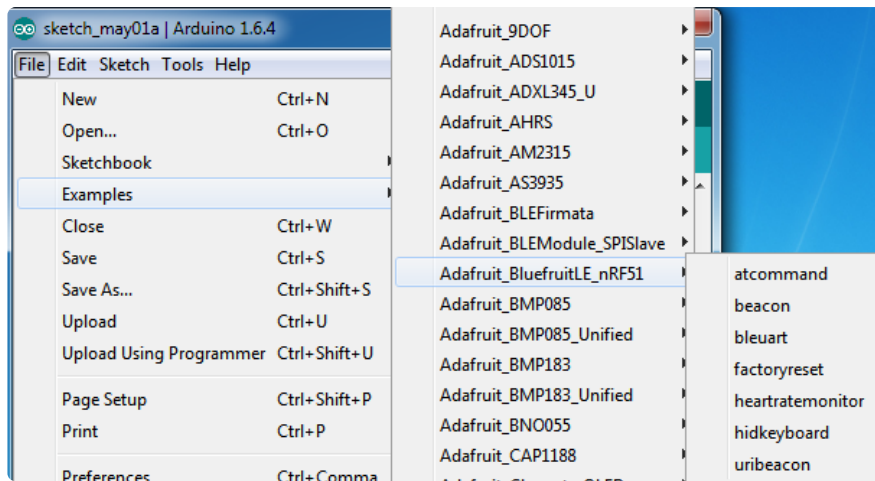 sketch_may01a | Arduino 1.6.4
File Edit Sketch Tools Help
New Ctrl+N
Open... Ctrl+O
Sketchbook
Examples
Close Ctrl+W
Save Ctrl+S
Save As... Ctrl+Shift+S
Upload Ctrl+U
Upload Using Programmer Ctrl+Shift+U
Page Setup Ctrl+Shift+P
Print Ctrl+P
Preferences Ctrl+Comma
Adafruit_9DOF
Adafruit_ADS1015
Adafruit_ADXL345_U
Adafruit_AHRS
Adafruit_AM2315
Adafruit_AS3935
Adafruit_BLEFirmata
Adafruit_BLEModule_SPISlave
Adafruit_BluefruitLE_nRF51
Adafruit_BMP085
Adafruit_BMP085_Unified
Adafruit_BMP183
Adafruit_BMP183_Unified
Adafruit_BNO055
Adafruit_CAP1188
atcommand
beacon
bleuart
factoryreset
heartratemonitor
hidkeyboard
uribeacon